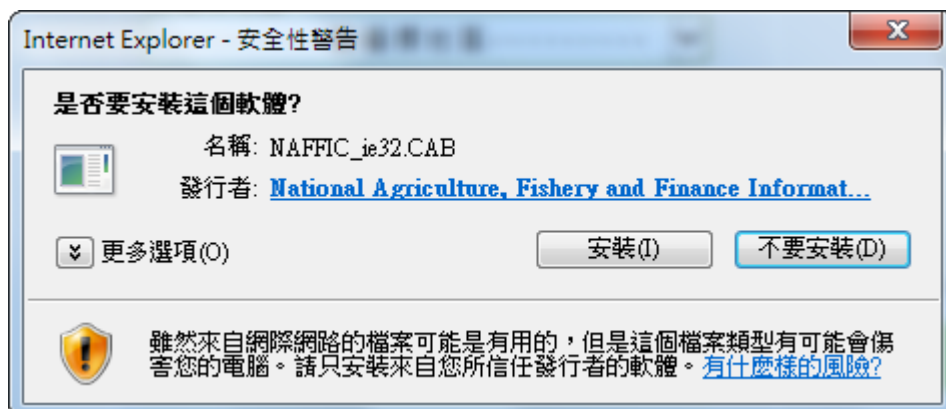 Internet Explorer - 安全性警告
是否要安裝這個軟體?
名稱: NAFFIC_ie32.CAB
發行者: National Agriculture, Fishery and Finance Informat...
更多選項(O)
安裝(I)
不要安裝(D)
雖然來自網際網路的檔案可能是有用的，但是這個檔案類型有可能會傷
害您的電腦。請只安裝來自您所信任發行者的軟體。有什麼樣的風險?